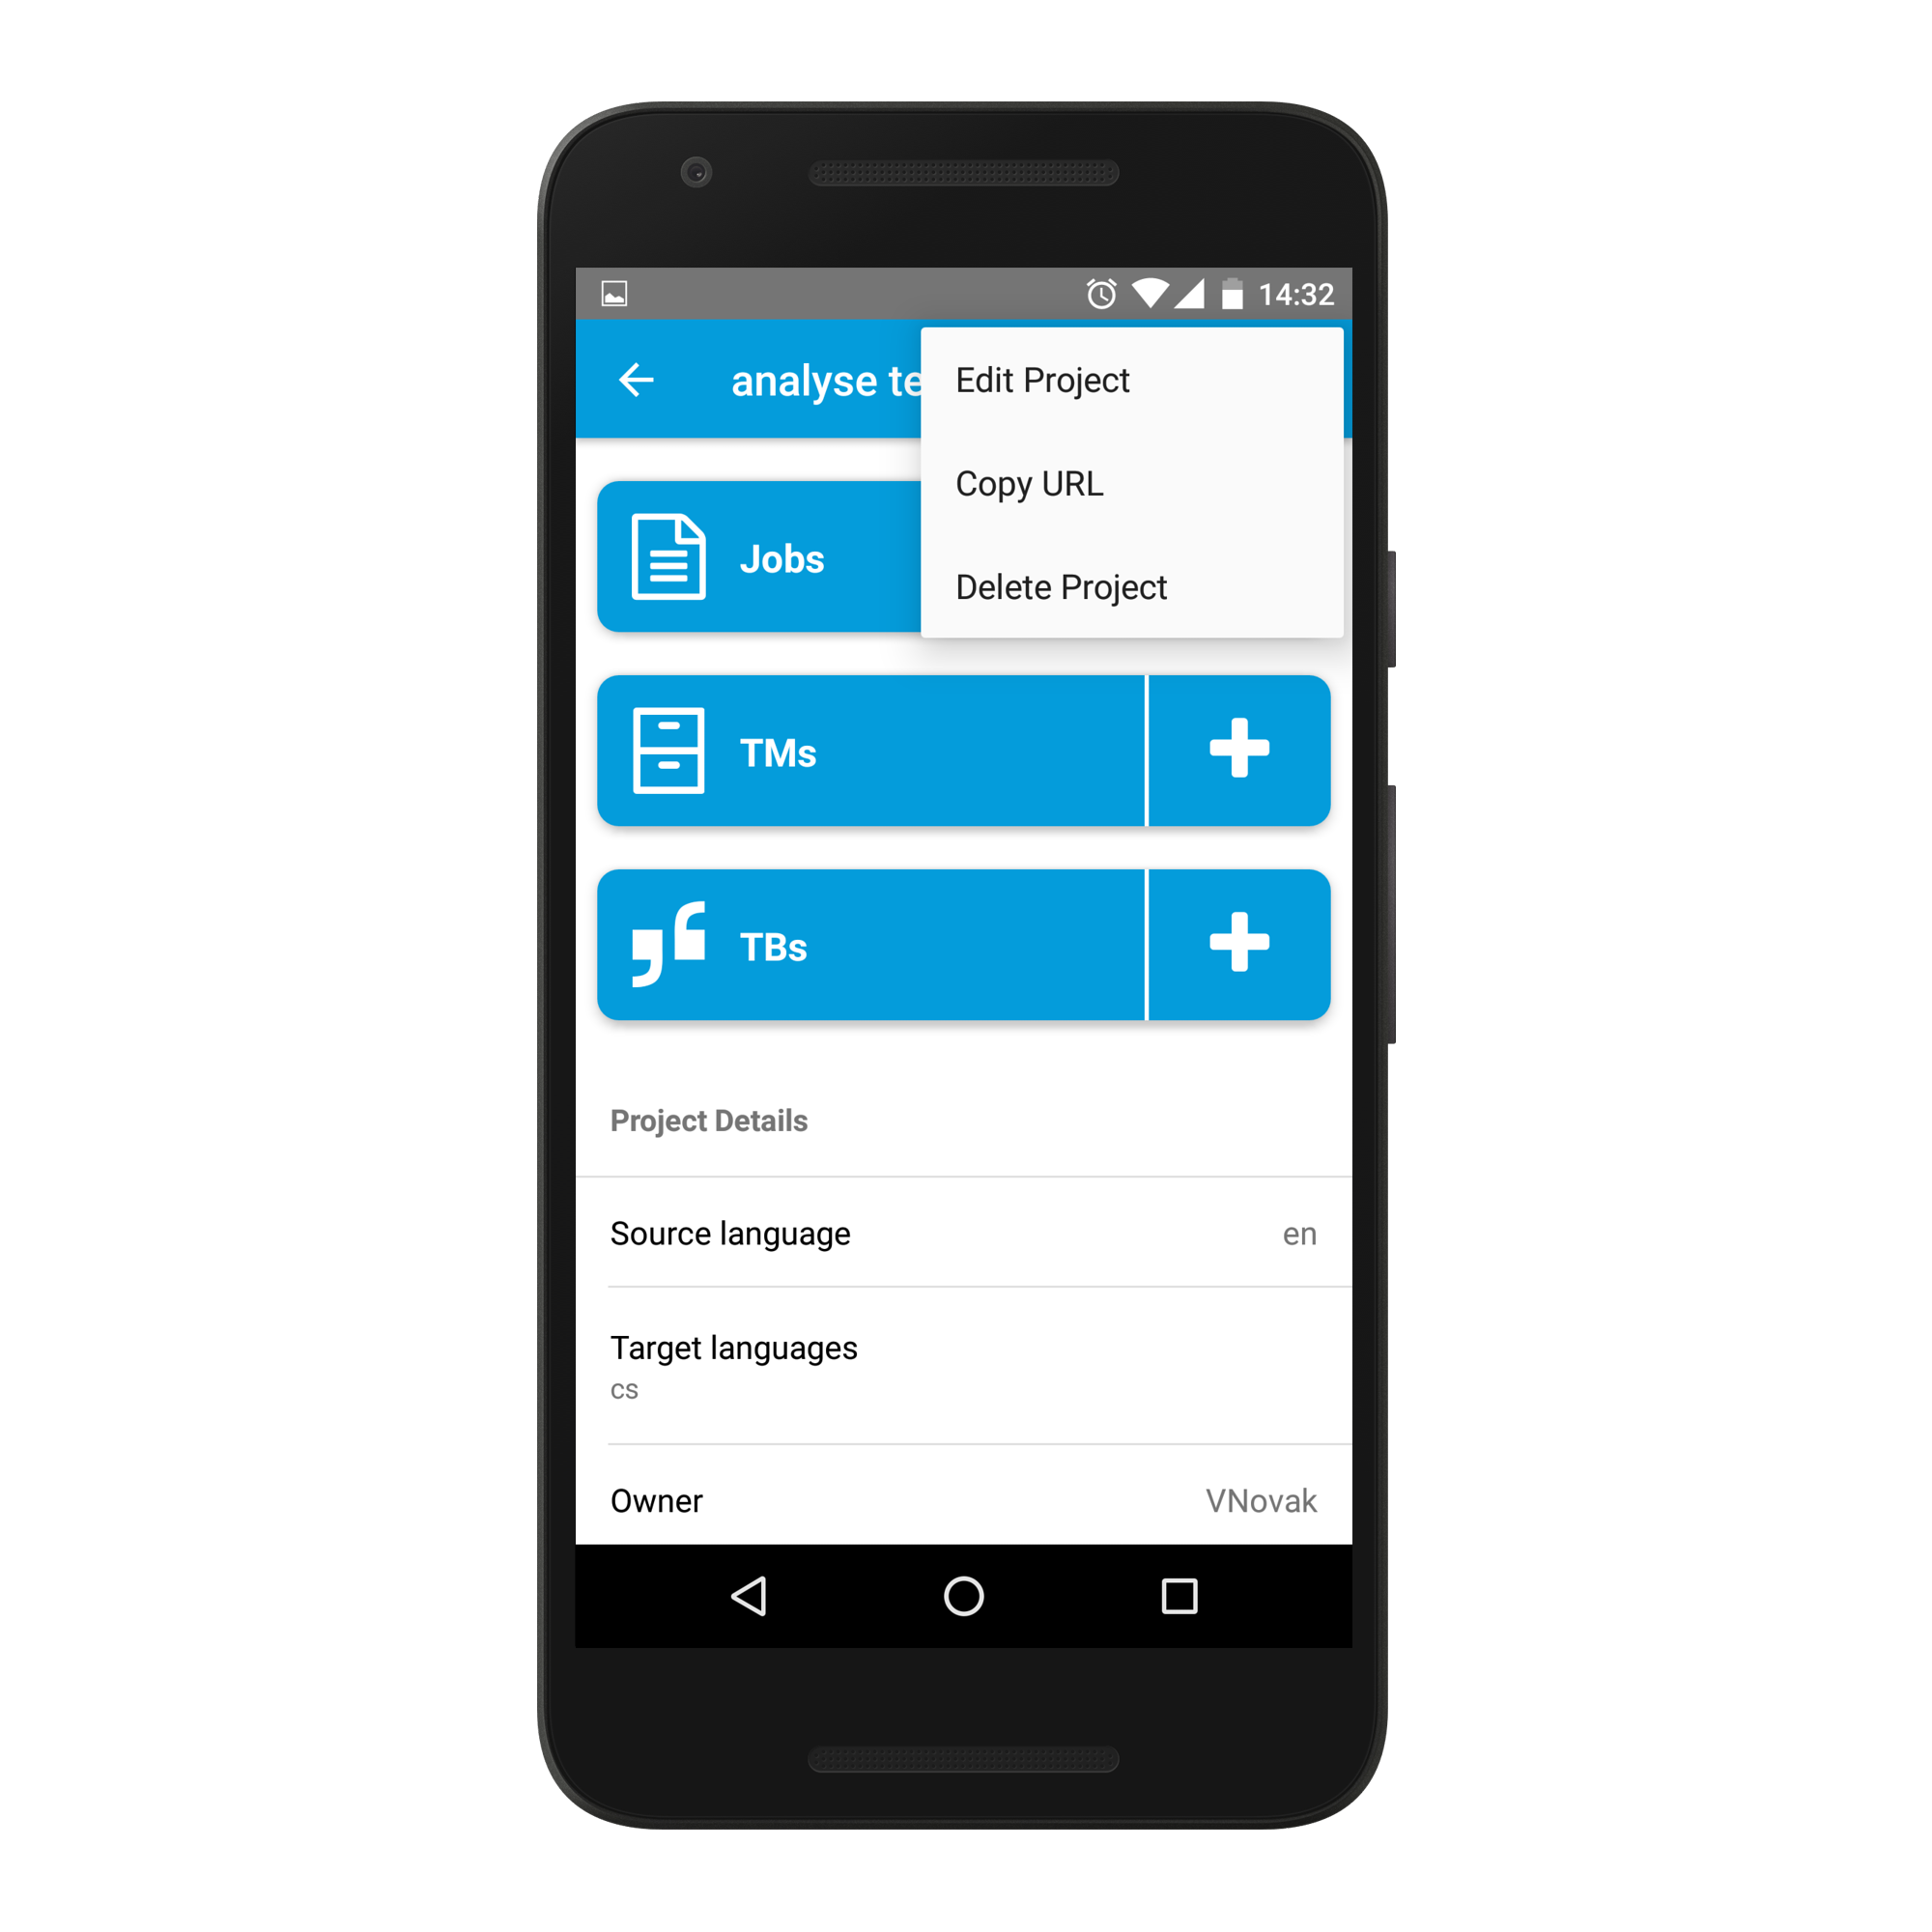 14:32
analyse te
Edit Project
Copy URL
Delete Project
Jobs
TMs
TBs
Project Details
Source language en
Target languages
cs
Owner VNovak